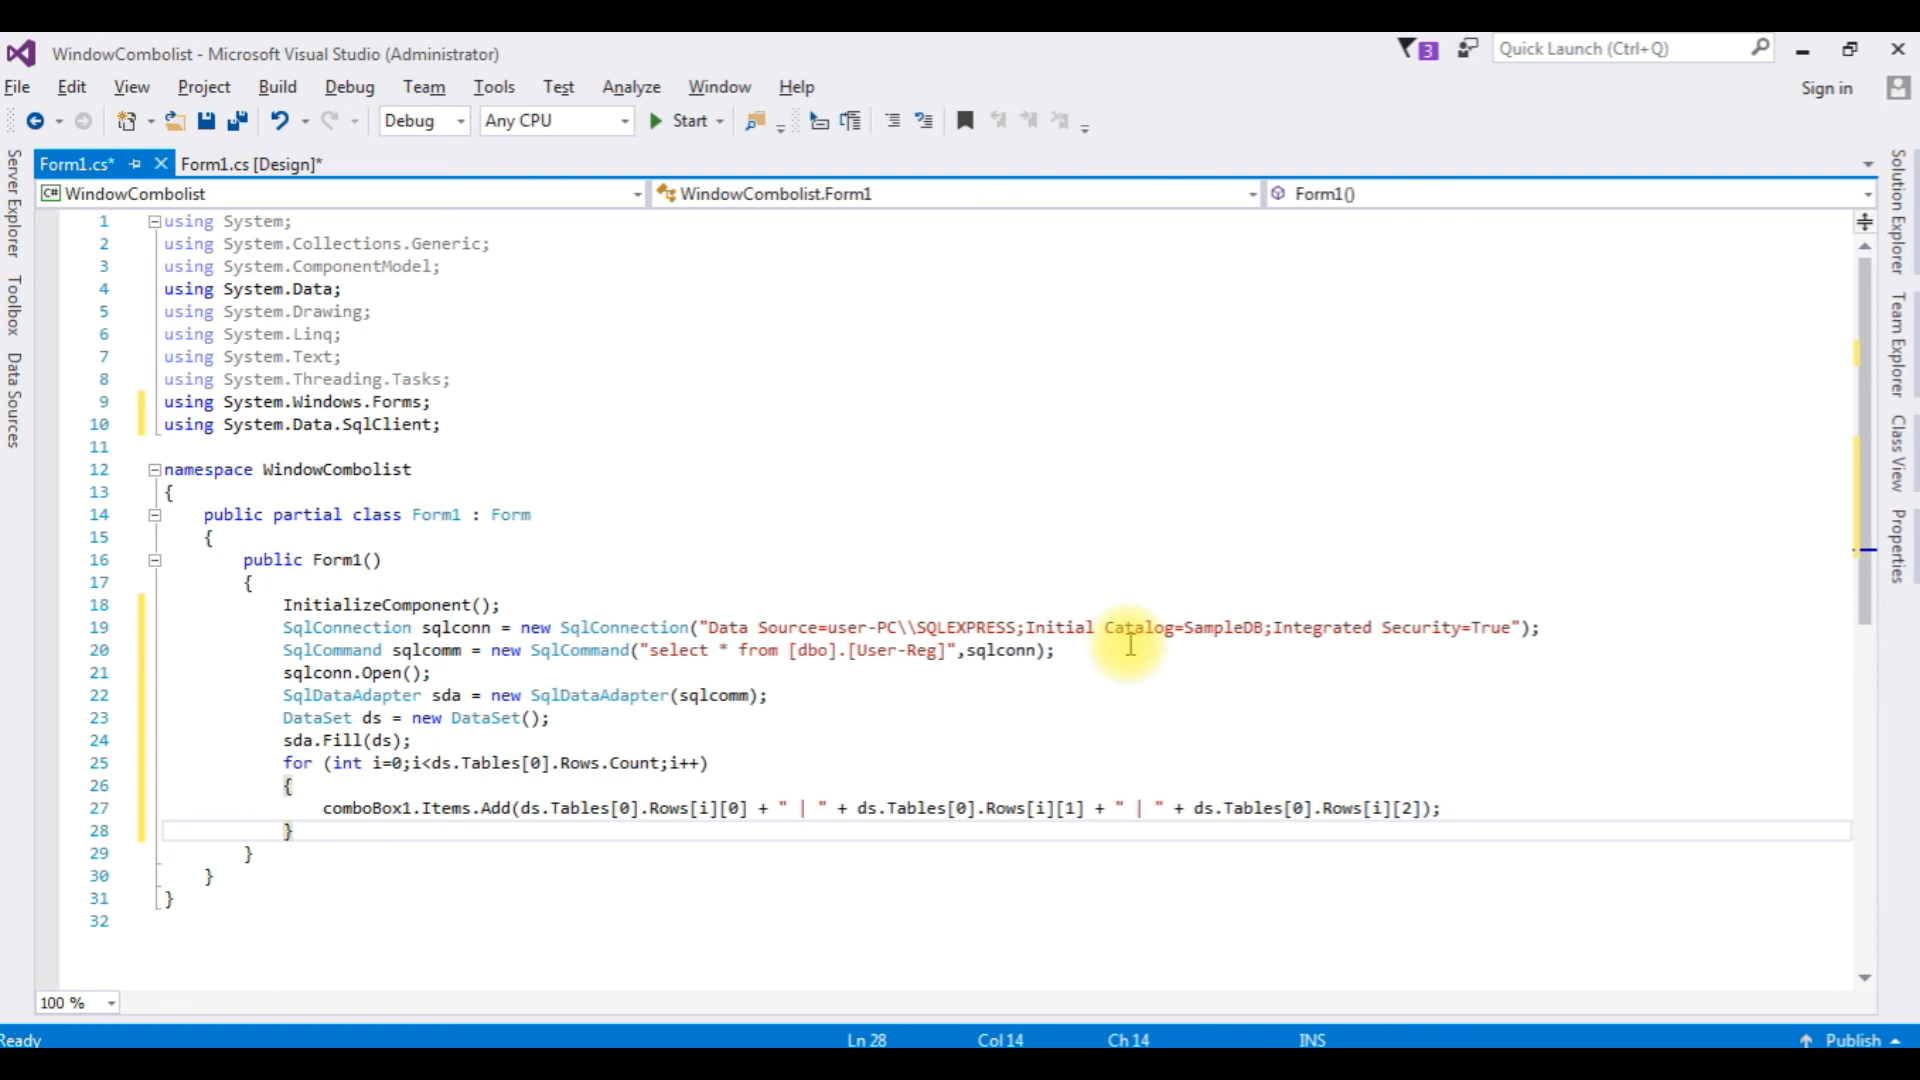 WindowCombolist - Microsoft Visual Studio (Administrator)
3
Quick Launch (Ctrl+Q)
File Edit View Project Build Debug Team Tools Test Analyze Window Help
Sign in
Debug Any CPU Start
Form1.cs* Form1.cs [Design]*
C# WindowCombolist WindowCombolist.Form1 Form1()
Server Explorer
Toolbox
Data Sources
1 using System;
2 using System.Collections.Generic;
3 using System.ComponentModel;
4 using System.Data;
5 using System.Drawing;
6 using System.Linq;
7 using System.Text;
8 using System.Threading.Tasks;
9 using System.Windows.Forms;
10 using System.Data.SqlClient;
11
12 namespace WindowCombolist
13 {
14 public partial class Form1 : Form
15 {
16 public Form1()
17 {
18 InitializeComponent();
19 SqlConnection sqlconn = new SqlConnection("Data Source=user-PC\\SQLEXPRESS;Initial Catalog=SampleDB;Integrated Security=True");
20 SqlCommand sqlcomm = new SqlCommand("select * from [dbo].[User-Reg]",sqlconn);
21 sqlconn.Open();
22 SqlDataAdapter sda = new SqlDataAdapter(sqlcomm);
23 DataSet ds = new DataSet();
24 sda.Fill(ds);
25 for (int i=0;i<ds.Tables[0].Rows.Count;i++)
26 {
27 comboBox1.Items.Add(ds.Tables[0].Rows[i][0] + " | " + ds.Tables[0].Rows[i][1] + " | " + ds.Tables[0].Rows[i][2]);
28 }
29 }
30 }
31 }
32
Solution Explorer
Team Explorer
Class View
Properties
100 %
Ready Ln 28 Col 14 Ch 14 INS Publish